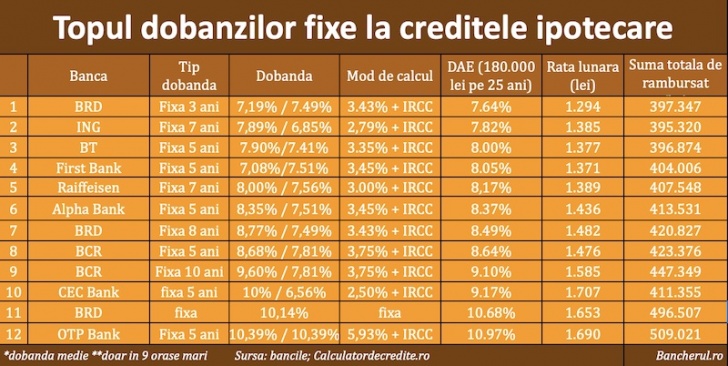 Topul dobanzilor fixe la creditele ipotecare
Banca Tip dobanda Dobanda Mod de calcul DAE (180.000 lei pe 25 ani) Rata lunara (lei) Suma totala de rambursat
1 BRD Fixa 3 ani 7,19% / 7.49% 3.43% + IRCC 7.64% 1.294 397.347
2 ING Fixa 7 ani 7,89% / 6,85% 2,79% + IRCC 7.82% 1.385 395.320
3 BT Fixa 5 ani 7.90%/7.41% 3.35% + IRCC 8.00% 1.377 396.874
4 First Bank Fixa 5 ani 7,08%/7.51% 3,45% + IRCC 8.05% 1.371 404.006
5 Raiffeisen Fixa 7 ani 8,00% / 7,56% 3.00% + IRCC 8,17% 1.389 407.548
6 Alpha Bank Fixa 5 ani 8,35% / 7,51% 3,45% + IRCC 8.37% 1.436 413.531
7 BRD Fixa 8 ani 8,77% / 7,49% 3.43% + IRCC 8.49% 1.482 420.827
8 BCR Fixa 5 ani 8,68% / 7,81% 3,75% + IRCC 8.64% 1.476 423.376
9 BCR Fixa 10 ani 9,60% / 7,81% 3,75% + IRCC 9.10% 1.585 447.349
10 CEC Bank fixa 5 ani 10% / 6,56% 2,50% + IRCC 9.17% 1.707 411.355
11 BRD fixa 10,14% fixa 10.68% 1.653 496.507
12 OTP Bank Fixa 5 ani 10,39% / 10,39% 5,93% + IRCC 10.97% 1.690 509.021
*dobanda medie **doar in 9 orase mari Sursa: bancile; Calculatordecredite.ro Bancherul.ro